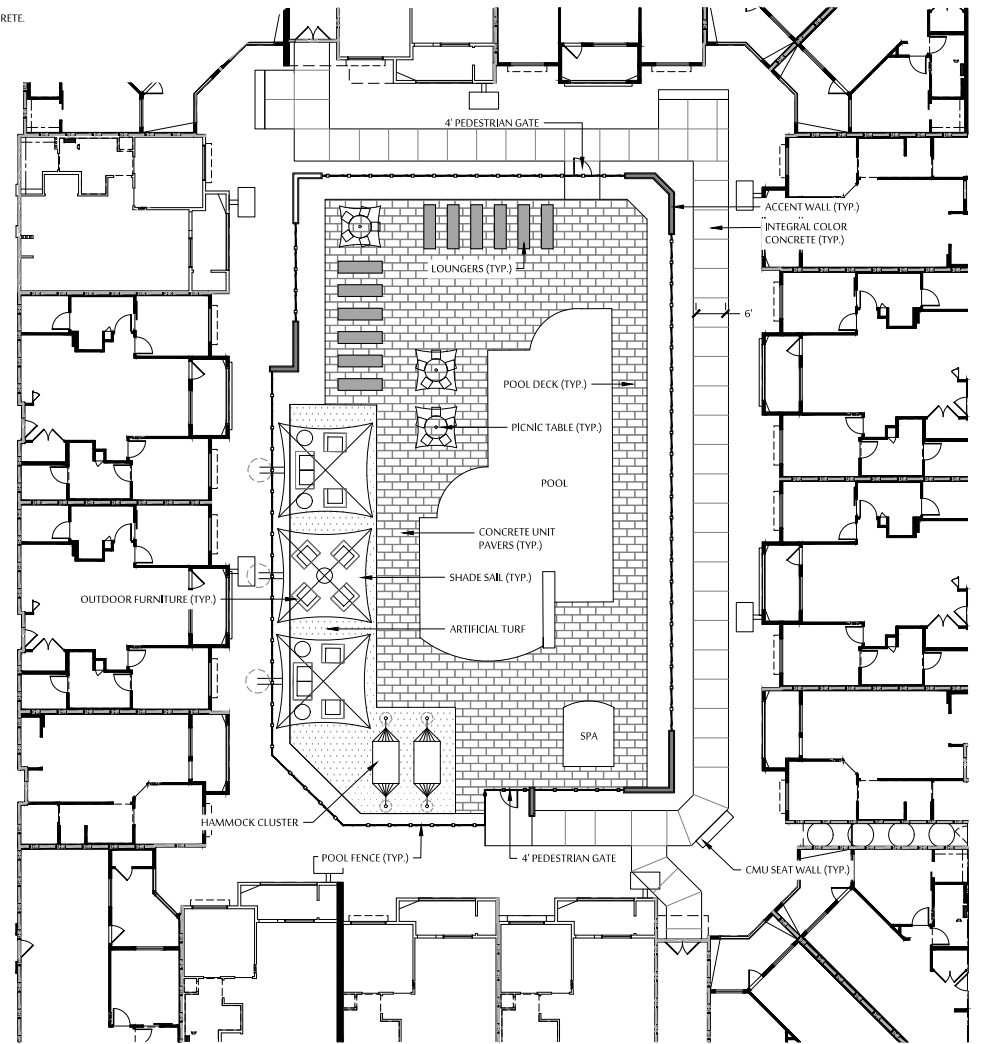 RETE.
4' PEDESTRIAN GATE
ACCENT WALL (TYP.)
INTEGRAL COLOR
CONCRETE (TYP.)
LOUNGERS (TYP.)
6'
POOL DECK (TYP.)
PICNIC TABLE (TYP.)
POOL
CONCRETE UNIT
PAVERS (TYP.)
SHADE SAIL (TYP.)
OUTDOOR FURNITURE (TYP.)
ARTIFICIAL TURF
SPA
HAMMOCK CLUSTER
POOL FENCE (TYP.)
4' PEDESTRIAN GATE
CMU SEAT WALL (TYP.)